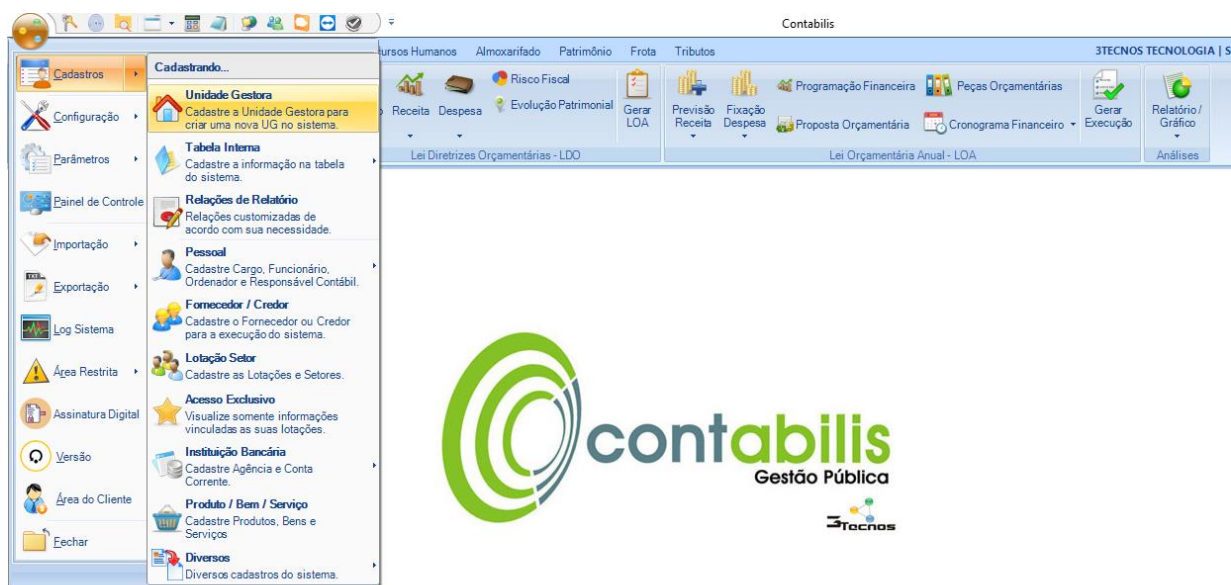 Contabilis
ursos Humanos Almoxarifado Patrimônio Frota Tributos 3TECNOS TECNOLOGIA | S
Receita Despesa Risco Fiscal
Evolução Patrimonial
Gerar
LOA
Previsão
Receita
Fixação
Despesa
Programação Financeira
Peças Orçamentárias
Proposta Orçamentária
Cronograma Financeiro
Gerar
Execução
Relatório /
Gráfico
Lei Diretrizes Orçamentárias - LDO
Lei Orçamentária Anual - LOA
Análises
Cadastros
Configuração
Parâmetros
Painel de Controle
Importação
Exportação
Log Sistema
Área Restrita
Assinatura Digital
Versão
Área do Cliente
Fechar
Cadastrando...
Unidade Gestora
Cadastre a Unidade Gestora para
criar uma nova UG no sistema.
Tabela Interna
Cadastre a informação na tabela
do sistema.
Relações de Relatório
Relações customizadas de
acordo com sua necessidade.
Pessoal
Cadastre Cargo, Funcionário,
Ordenador e Responsável Contábil.
Fornecedor / Credor
Cadastre o Fornecedor ou Credor
para a execução do sistema.
Lotação Setor
Cadastre as Lotações e Setores.
Acesso Exclusivo
Visualize somente informações
vinculadas as suas lotações.
Instituição Bancária
Cadastre Agência e Conta
Corrente.
Produto / Bem / Serviço
Cadastre Produtos, Bens e
Serviços
Diversos
Diversos cadastros do sistema.
contabilis
Gestão Pública
3Tecnos